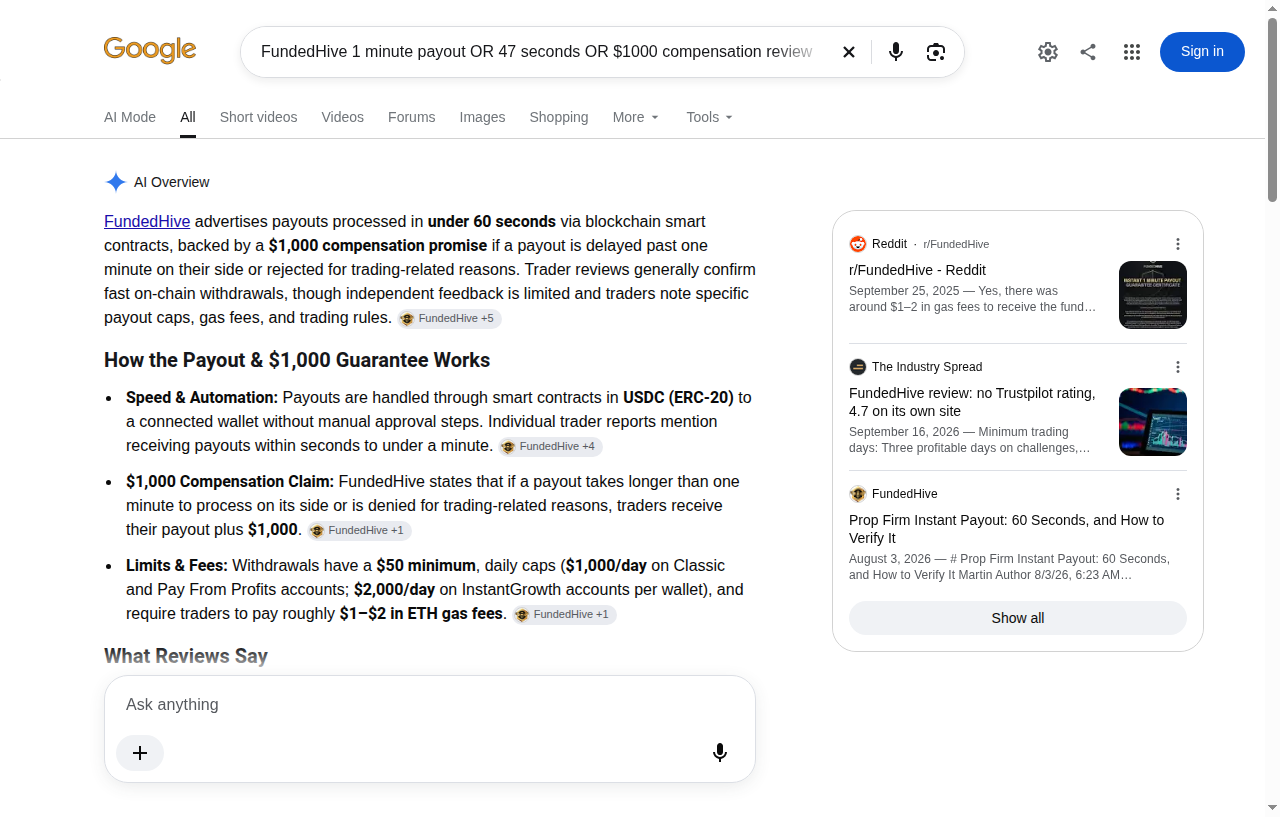 Google
FundedHive 1 minute payout OR 47 seconds OR $1000 compensation review
Sign in
AI Mode
All
Short videos
Videos
Forums
Images
Shopping
More
Tools
AI Overview
FundedHive advertises payouts processed in under 60 seconds via blockchain smart
contracts, backed by a $1,000 compensation promise if a payout is delayed past one
minute on their side or rejected for trading-related reasons. Trader reviews generally confirm
fast on-chain withdrawals, though independent feedback is limited and traders note specific
payout caps, gas fees, and trading rules. FundedHive +5
How the Payout & $1,000 Guarantee Works
• Speed & Automation: Payouts are handled through smart contracts in USDC (ERC-20) to
a connected wallet without manual approval steps. Individual trader reports mention
receiving payouts within seconds to under a minute. FundedHive +4
• $1,000 Compensation Claim: FundedHive states that if a payout takes longer than one
minute to process on its side or is denied for trading-related reasons, traders receive
their payout plus $1,000. FundedHive +1
• Limits & Fees: Withdrawals have a $50 minimum, daily caps ($1,000/day on Classic
and Pay From Profits accounts; $2,000/day on InstantGrowth accounts per wallet), and
require traders to pay roughly $1–$2 in ETH gas fees. FundedHive +1
What Reviews Say
Ask anything
Reddit · r/FundedHive
r/FundedHive - Reddit
September 25, 2025 — Yes, there was
around $1–2 in gas fees to receive the fund…
INSTANT 1 MINUTE PAYOUT
GUARANTEE CERTIFICATE
The Industry Spread
FundedHive review: no Trustpilot rating,
4.7 on its own site
September 16, 2026 — Minimum trading
days: Three profitable days on challenges,…
FundedHive
Prop Firm Instant Payout: 60 Seconds, and How to
Verify It
August 3, 2026 — # Prop Firm Instant Payout: 60 Seconds,
and How to Verify It Martin Author 8/3/26, 6:23 AM…
Show all